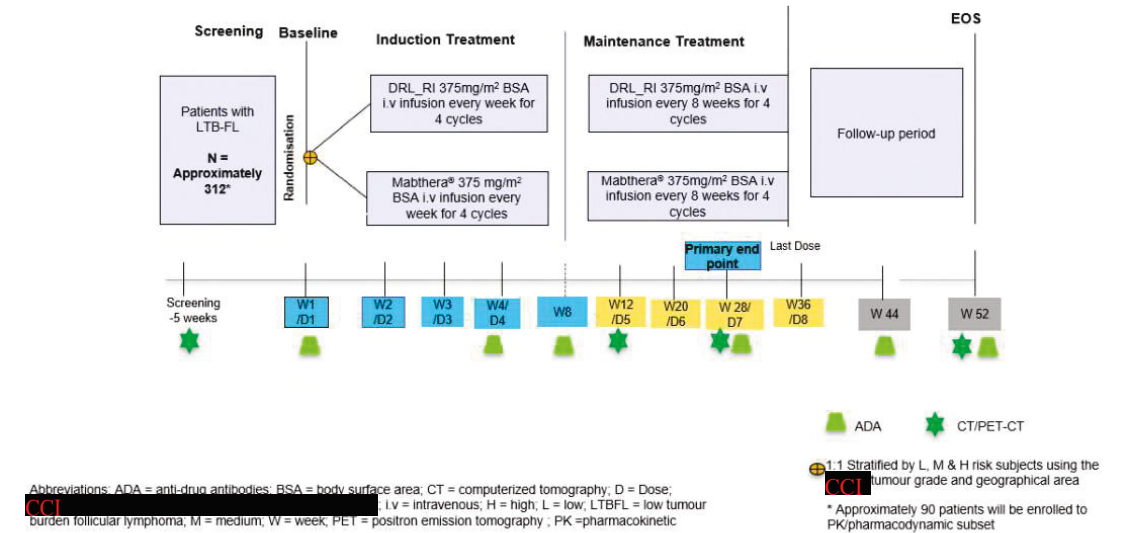 Screening
Baseline
Induction Treatment
Maintenance Treatment
EOS
Patients with
LTB-FL
N =
Approximately
312*
Randomisation
DRL_RI 375mg/m² BSA
i.v infusion every week for
4 cycles
Mabthera® 375 mg/m²
BSA i.v infusion every
week for 4 cycles
DRL_RI 375mg/m² BSA i.v
infusion every 8 weeks for 4
cycles
Mabthera® 375mg/m² BSA i.v
infusion every 8 weeks for 4
cycles
Follow-up period
Primary end
point
Last Dose
Screening
-5 weeks
W1
/D1
W2
/D2
W3
/D3
W4/
D4
W8
W12
/D5
W20
/D6
W 28/
D7
W36
/D8
W 44
W 52
ADA
CT/PET-CT
1:1 Stratified by L, M & H risk subjects using the
CCI tumour grade and geographical area
* Approximately 90 patients will be enrolled to
PK/pharmacodynamic subset
Abbreviations: ADA = anti-drug antibodies; BSA = body surface area; CT = computerized tomography; D = Dose;
CCI ; i.v = intravenous; H = high; L = low; LTBFL = low tumour
burden follicular lymphoma; M = medium; W = week; PET = positron emission tomography ; PK =pharmacokinetic